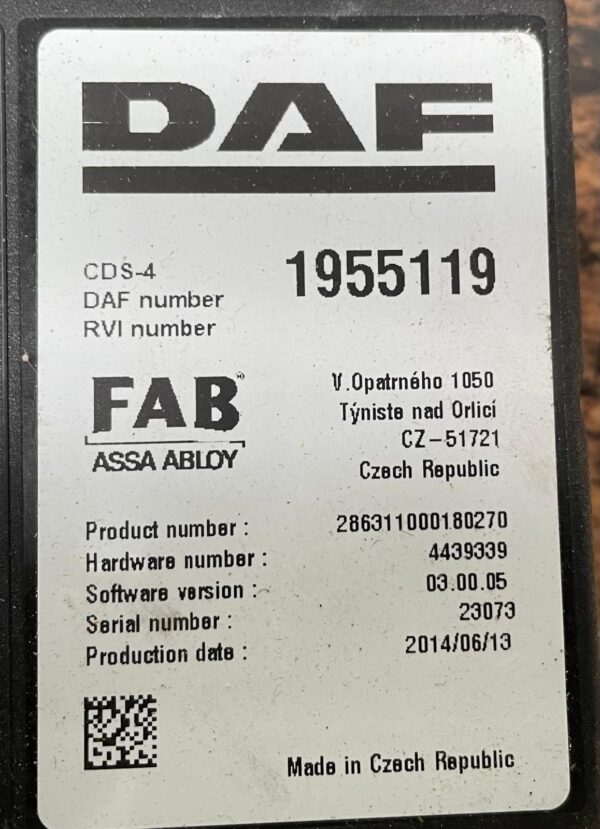 DAF
CDS-4 1955119
DAF number
RVI number
FAB®
ASSA ABLOY
V.Opatrného 1050
Týniste nad Orlicí
CZ-51721
Czech Republic
Product number : 286311000180270
Hardware number : 4439339
Software version : 03.00.05
Serial number : 23073
Production date : 2014/06/13
Made in Czech Republic